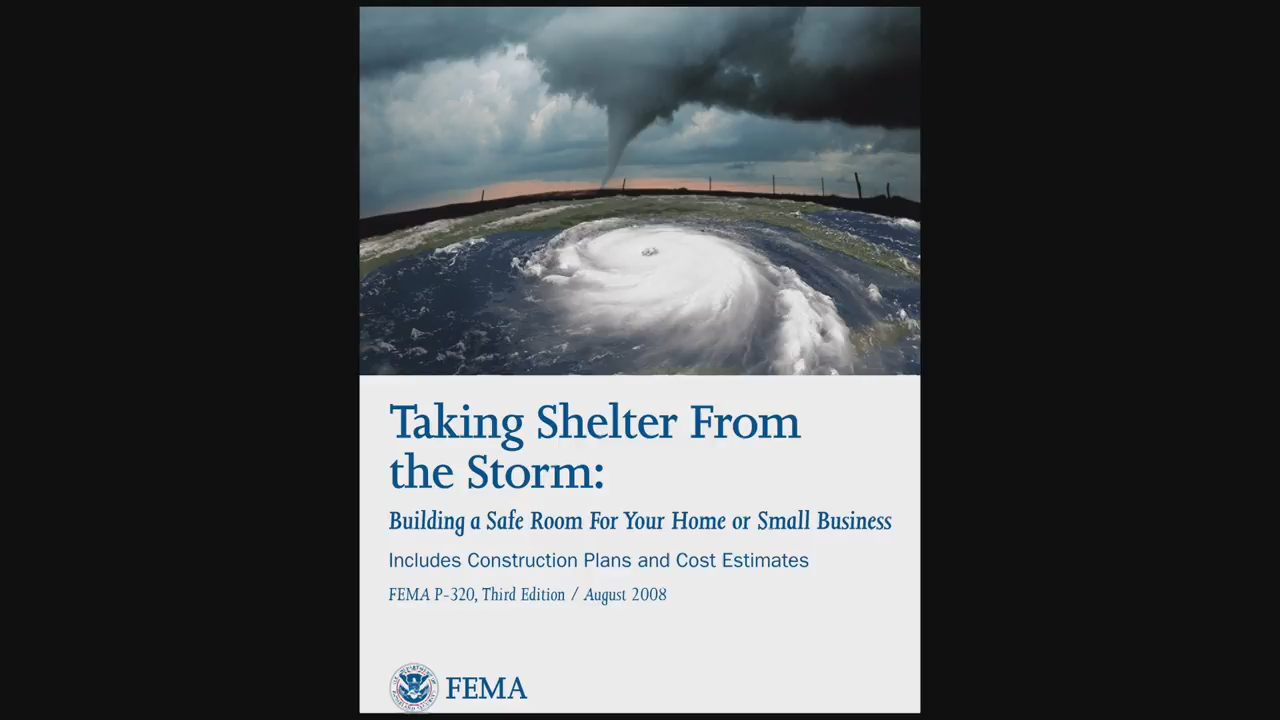 Taking Shelter From
the Storm:
Building a Safe Room For Your Home or Small Business
Includes Construction Plans and Cost Estimates
FEMA P-320, Third Edition / August 2008
FEMA